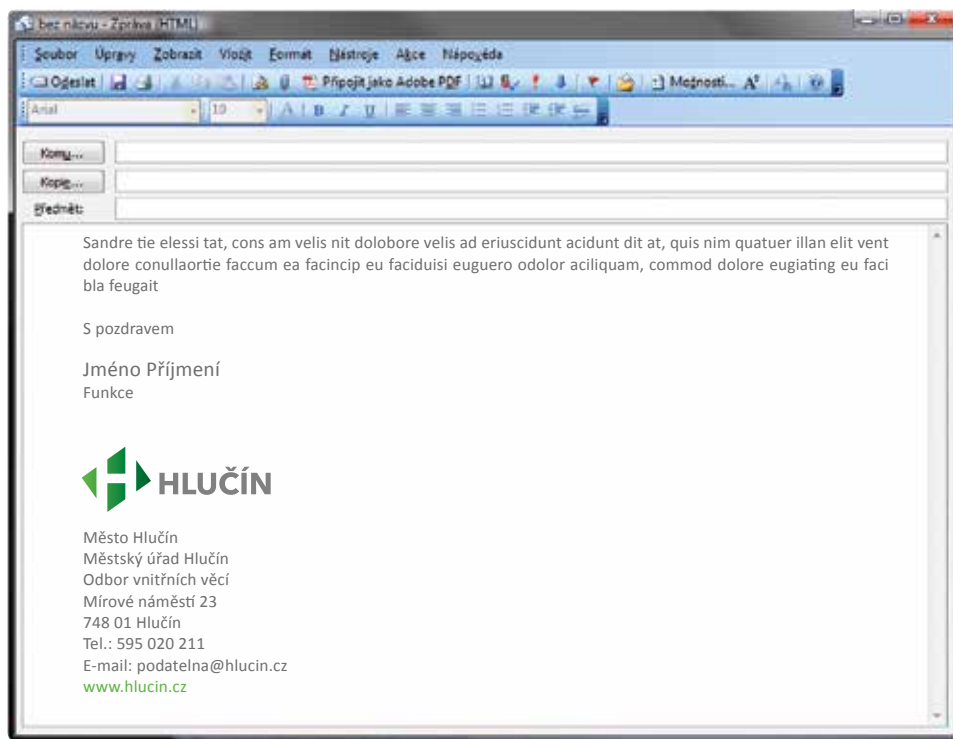 bez názvu - Zpráva (HTML)
Soubor Úpravy Zobrazit Vložit Formát Nástroje Akce Nápověda
Odeslat Připojit jako Adobe PDF Možnosti...
Arial 10 A B I U
Komu...
Kopie...
Předmět:
Sandre tie elessi tat, cons am velis nit dolobore velis ad eriuscidunt acidunt dit at, quis nim quatuer illan elit vent
dolore conullaortie faccum ea facincip eu faciduisi euguero odolor aciliquam, commod dolore eugiating eu faci
bla feugait
S pozdravem
Jméno Příjmení
Funkce
HLUČÍN
Město Hlučín
Městský úřad Hlučín
Odbor vnitřních věcí
Mírové náměstí 23
748 01 Hlučín
Tel.: 595 020 211
E-mail: podatelna@hlucin.cz
www.hlucin.cz